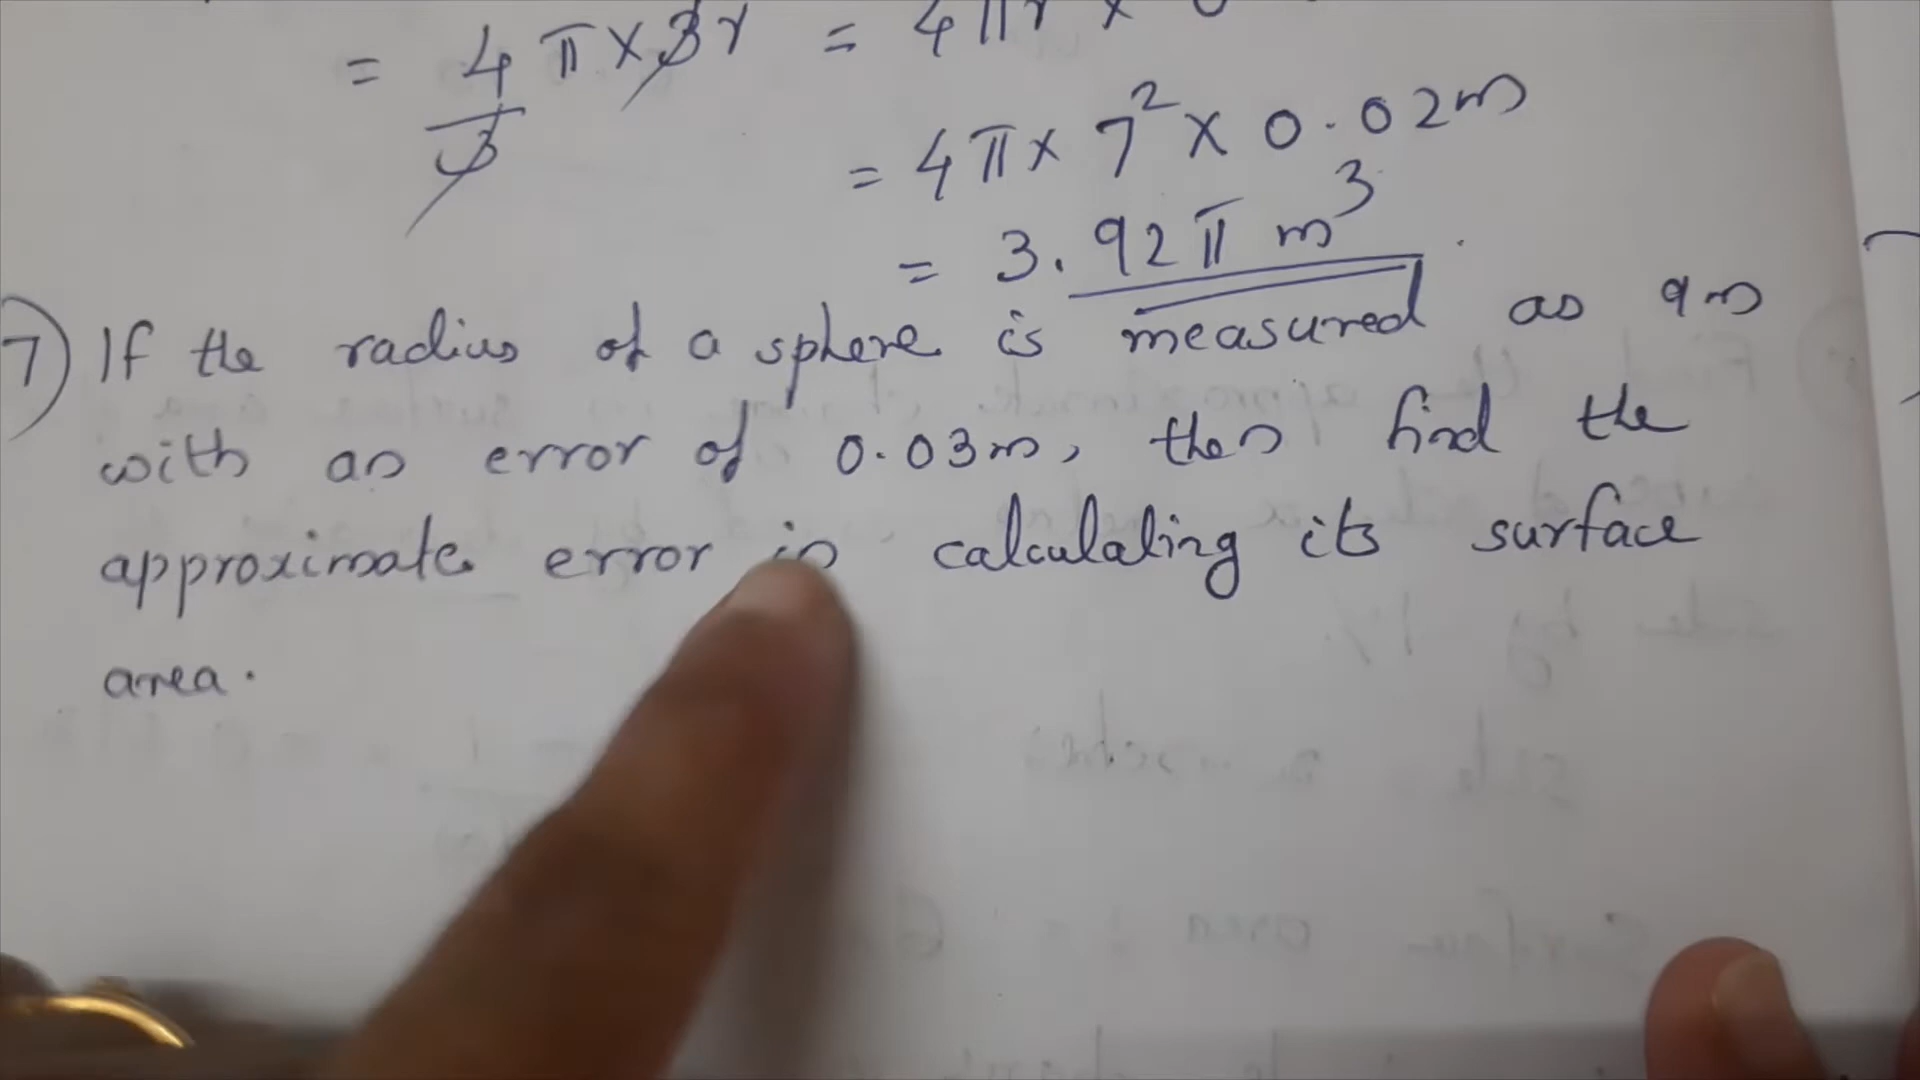 = 4/3 π × 3r = 4πr ×
= 4π × 7² × 0.02m
= 3.92π m³
7) If the radius of a sphere is measured as 9m
with an error of 0.03m, then find the
approximate error in calculating its surface
area.